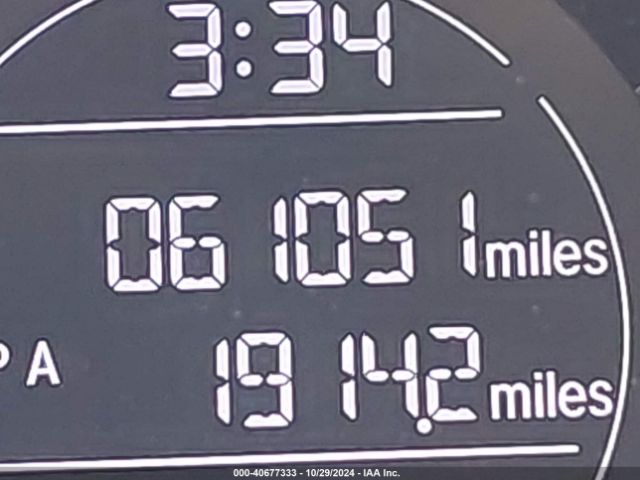 3:34
061051 miles
P A 1914.2 miles
000-40677333 - 10/29/2024 - IAA Inc.